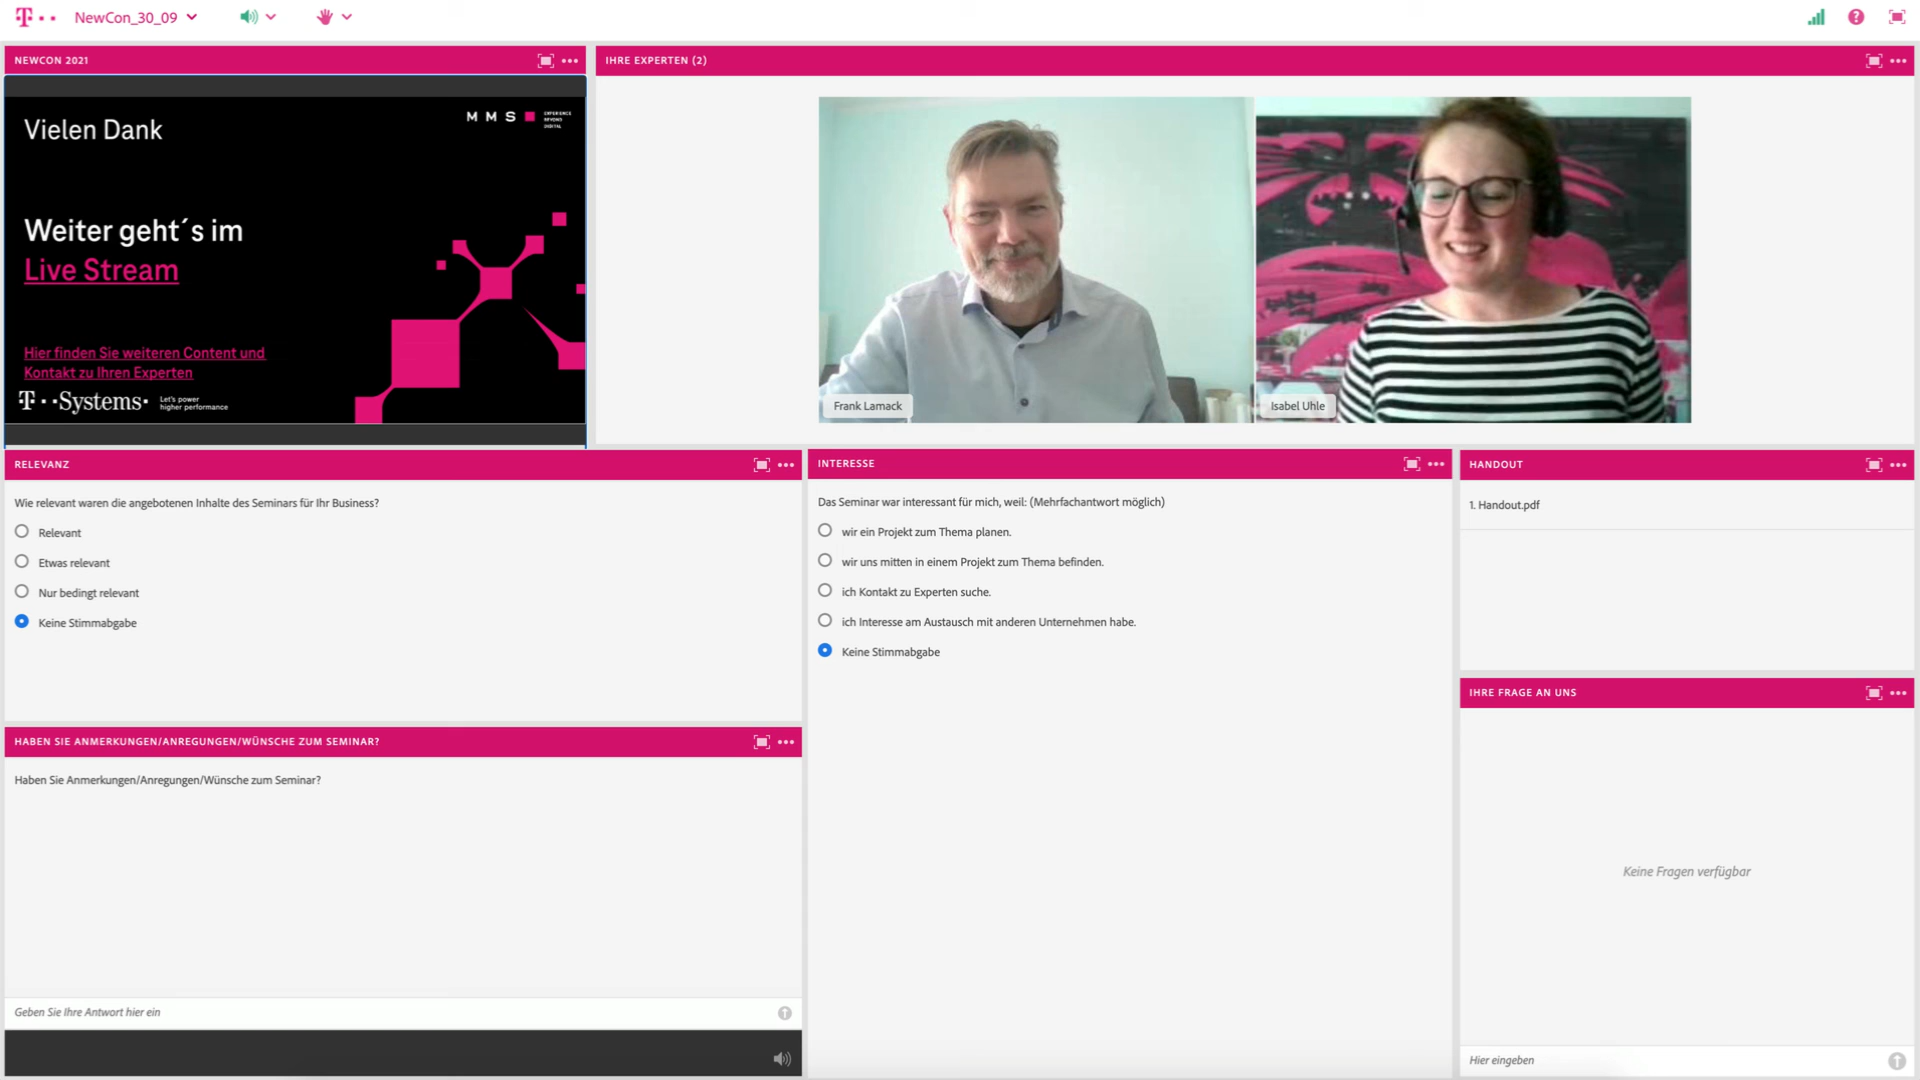 T
NewCon_30_09
NEWCON 2021
Vielen Dank
MMS
EXPERIENCE
BEYOND
DIGITAL
Weiter geht´s im
Live Stream
Hier finden Sie weiteren Content und
Kontakt zu Ihren Experten
T··Systems·
Let's power
higher performance
IHRE EXPERTEN (2)
Frank Lamack
Isabel Uhle
RELEVANZ
Wie relevant waren die angebotenen Inhalte des Seminars für Ihr Business?
Relevant
Etwas relevant
Nur bedingt relevant
Keine Stimmabgabe
INTERESSE
Das Seminar war interessant für mich, weil: (Mehrfachantwort möglich)
wir ein Projekt zum Thema planen.
wir uns mitten in einem Projekt zum Thema befinden.
ich Kontakt zu Experten suche.
ich Interesse am Austausch mit anderen Unternehmen habe.
Keine Stimmabgabe
HANDOUT
1. Handout.pdf
HABEN SIE ANMERKUNGEN/ANREGUNGEN/WÜNSCHE ZUM SEMINAR?
Haben Sie Anmerkungen/Anregungen/Wünsche zum Seminar?
Geben Sie Ihre Antwort hier ein
IHRE FRAGE AN UNS
Keine Fragen verfügbar
Hier eingeben